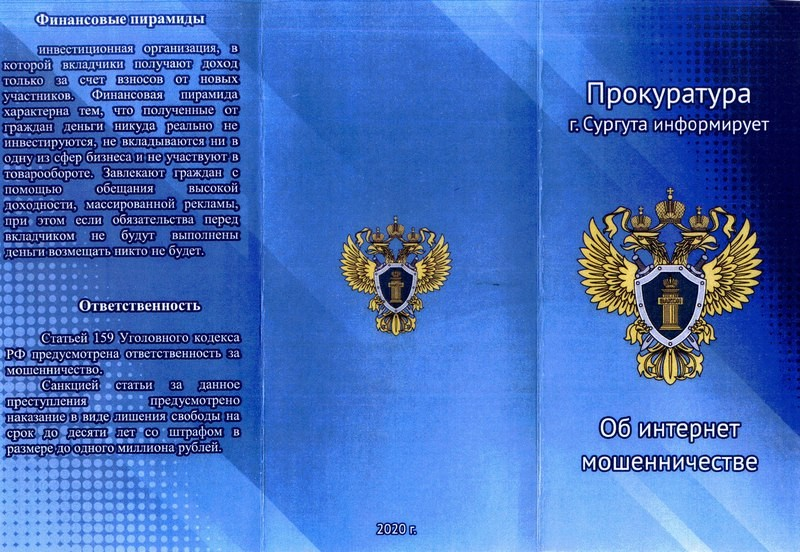 Финансовые пирамиды
инвестиционная организация, в
которой вкладчики получают доход
только за счет взносов от новых
участников. Финансовая пирамида
характерна тем, что полученные от
граждан деньги никуда реально не
инвестируются, не вкладываются ни в
одну из сфер бизнеса и не участвуют в
товарообороте. Завлекают граждан с
помощью обещания высокой
доходности, массированной рекламы,
при этом если обязательства перед
вкладчиком не будут выполнены
деньги возмещать никто не будет.
Ответственность
Статьей 159 Уголовного кодекса
РФ предусмотрена ответственность за
мошенничество.
Санкцией статьи за данное
преступления предусмотрено
наказание в виде лишения свободы на
срок до десяти лет со штрафом в
размере до одного миллиона рублей.
2020 г.
Прокуратура
г. Сургута информирует
Об интернет
мошенничестве